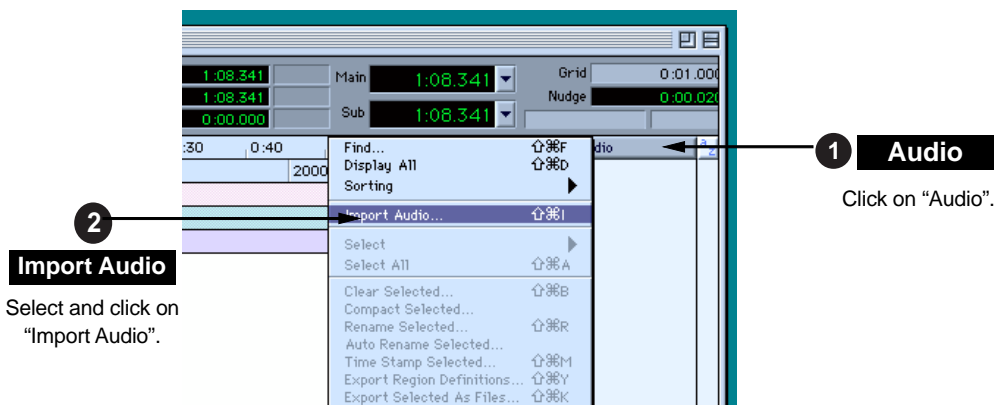 1:08.341 Main 1:08.341 Grid 0:01.000
1:08.341 Nudge 0:00.020
0:00.000 Sub 1:08.341
:30 0:40 Find... ⇧⌘F dio a z
2000 Display All ⇧⌘D
Sorting
Import Audio... ⇧⌘I
Select
Select All ⇧⌘A
Clear Selected... ⇧⌘B
Compact Selected...
Rename Selected... ⇧⌘R
Auto Rename Selected...
Time Stamp Selected... ⇧⌘M
Export Region Definitions... ⇧⌘Y
Export Selected As Files... ⇧⌘K
1 Audio
Click on “Audio”.
2
Import Audio
Select and click on
“Import Audio”.